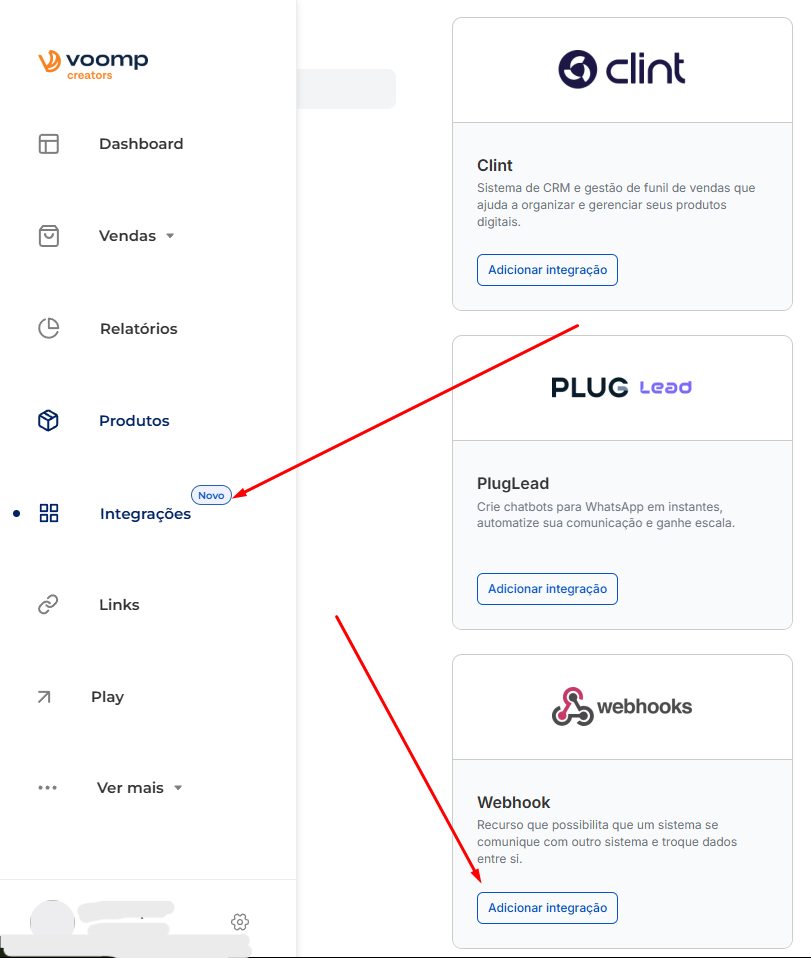 voomp
creators
Dashboard
Vendas
Relatórios
Produtos
Integrações
Novo
Links
Play
Ver mais
clint
Clint
Sistema de CRM e gestão de funil de vendas que
ajuda a organizar e gerenciar seus produtos
digitais.
Adicionar integração
PLUG Lead
PlugLead
Crie chatbots para WhatsApp em instantes,
automatize sua comunicação e ganhe escala.
Adicionar integração
webhooks
Webhook
Recurso que possibilita que um sistema se
comunique com outro sistema e troque dados
entre si.
Adicionar integração